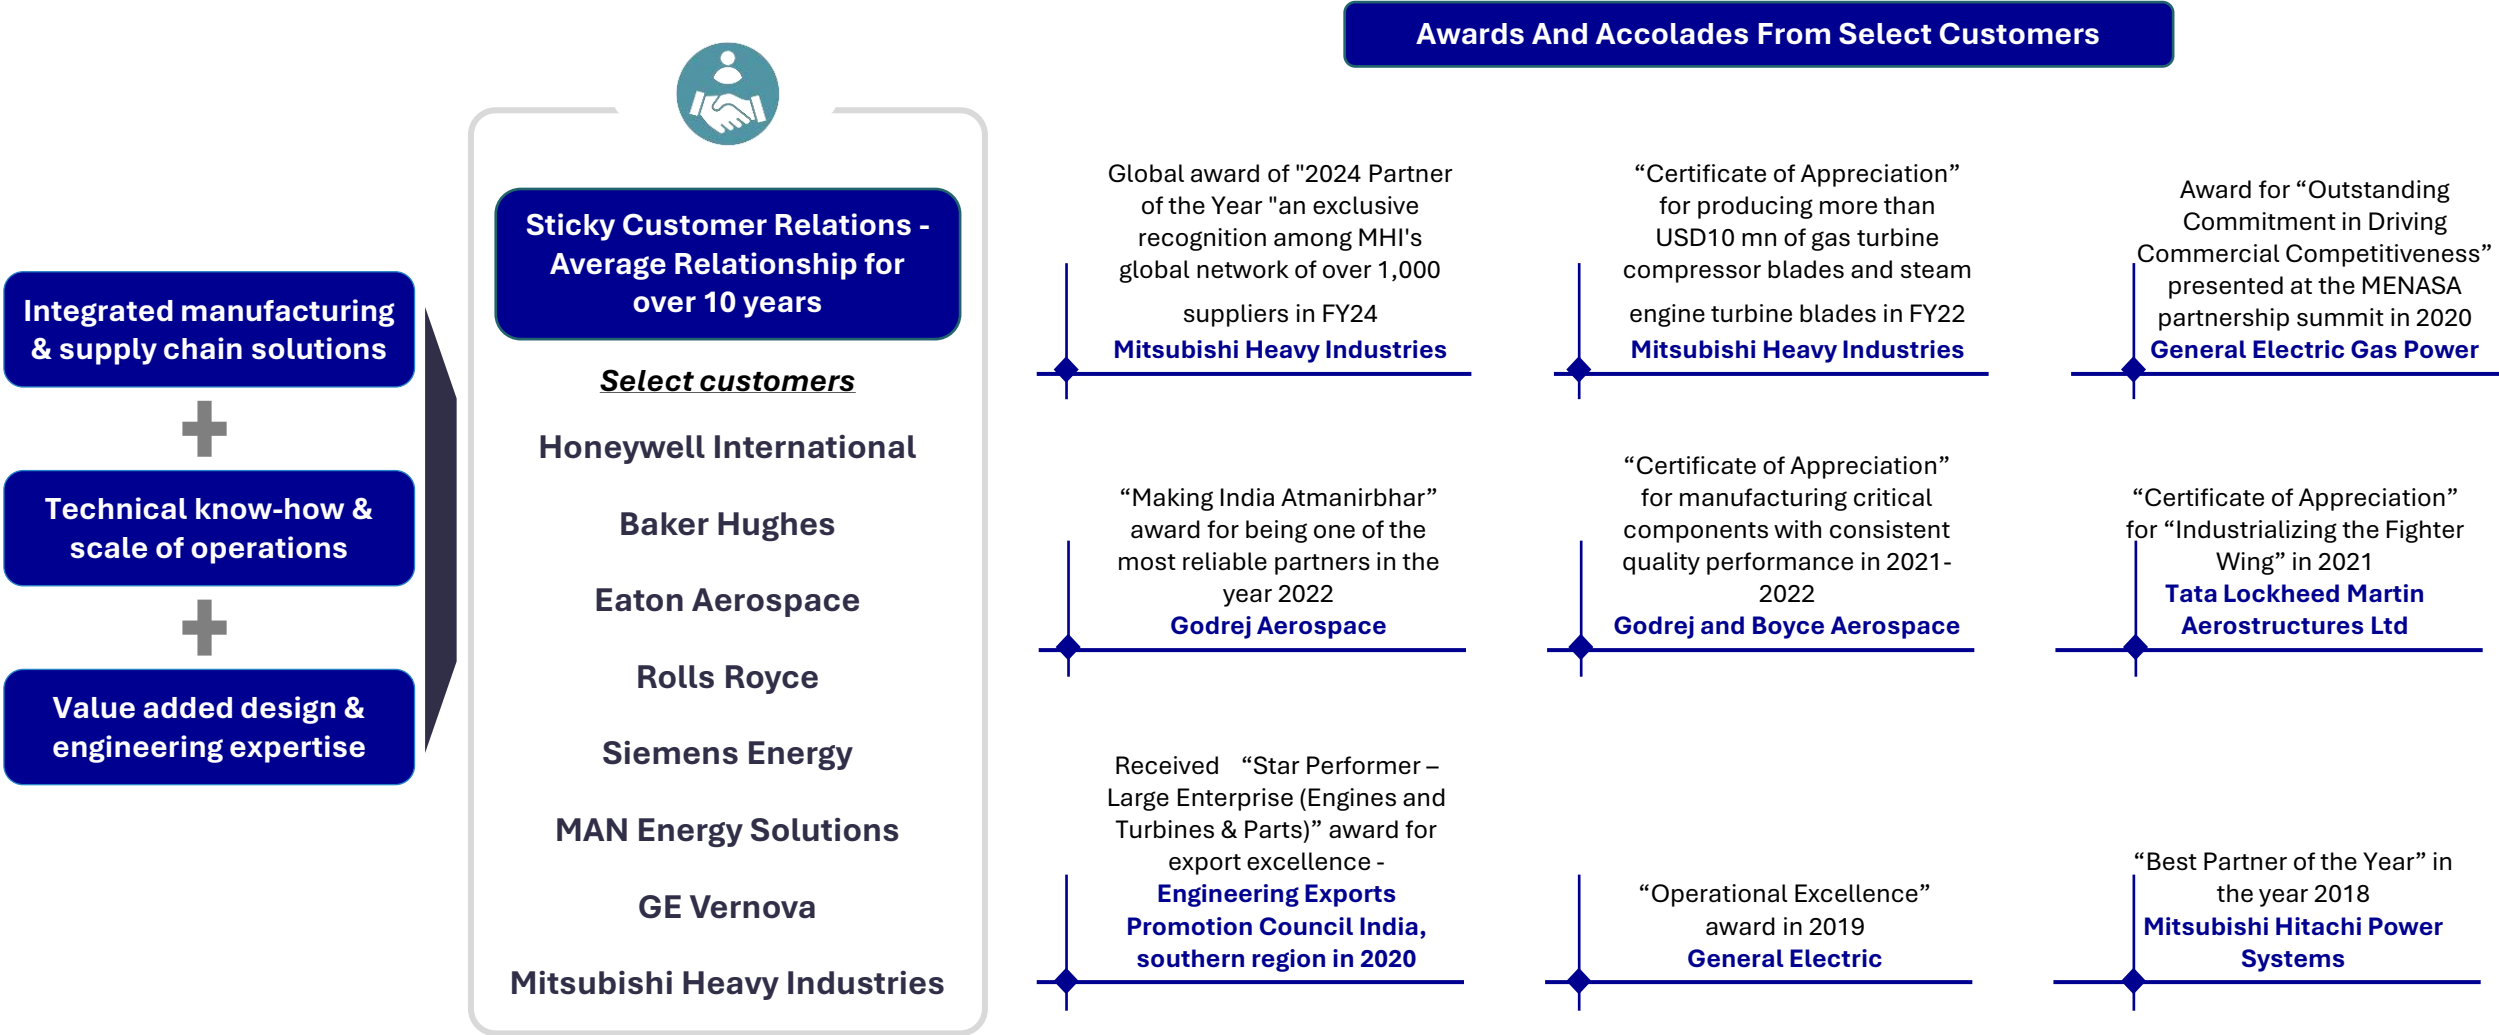 Awards And Accolades From Select Customers
Integrated manufacturing
& supply chain solutions
Technical know-how &
scale of operations
Value added design &
engineering expertise
Sticky Customer Relations -
Average Relationship for
over 10 years
Select customers
Honeywell International
Baker Hughes
Eaton Aerospace
Rolls Royce
Siemens Energy
MAN Energy Solutions
GE Vernova
Mitsubishi Heavy Industries
Global award of "2024 Partner
of the Year "an exclusive
recognition among MHI's
global network of over 1,000
suppliers in FY24
Mitsubishi Heavy Industries
“Certificate of Appreciation”
for producing more than
USD10 mn of gas turbine
compressor blades and steam
engine turbine blades in FY22
Mitsubishi Heavy Industries
Award for “Outstanding
Commitment in Driving
Commercial Competitiveness”
presented at the MENASA
partnership summit in 2020
General Electric Gas Power
“Making India Atmanirbhar”
award for being one of the
most reliable partners in the
year 2022
Godrej Aerospace
“Certificate of Appreciation”
for manufacturing critical
components with consistent
quality performance in 2021-
2022
Godrej and Boyce Aerospace
“Certificate of Appreciation”
for “Industrializing the Fighter
Wing” in 2021
Tata Lockheed Martin
Aerostructures Ltd
Received “Star Performer –
Large Enterprise (Engines and
Turbines & Parts)” award for
export excellence -
Engineering Exports
Promotion Council India,
southern region in 2020
“Operational Excellence”
award in 2019
General Electric
“Best Partner of the Year” in
the year 2018
Mitsubishi Hitachi Power
Systems